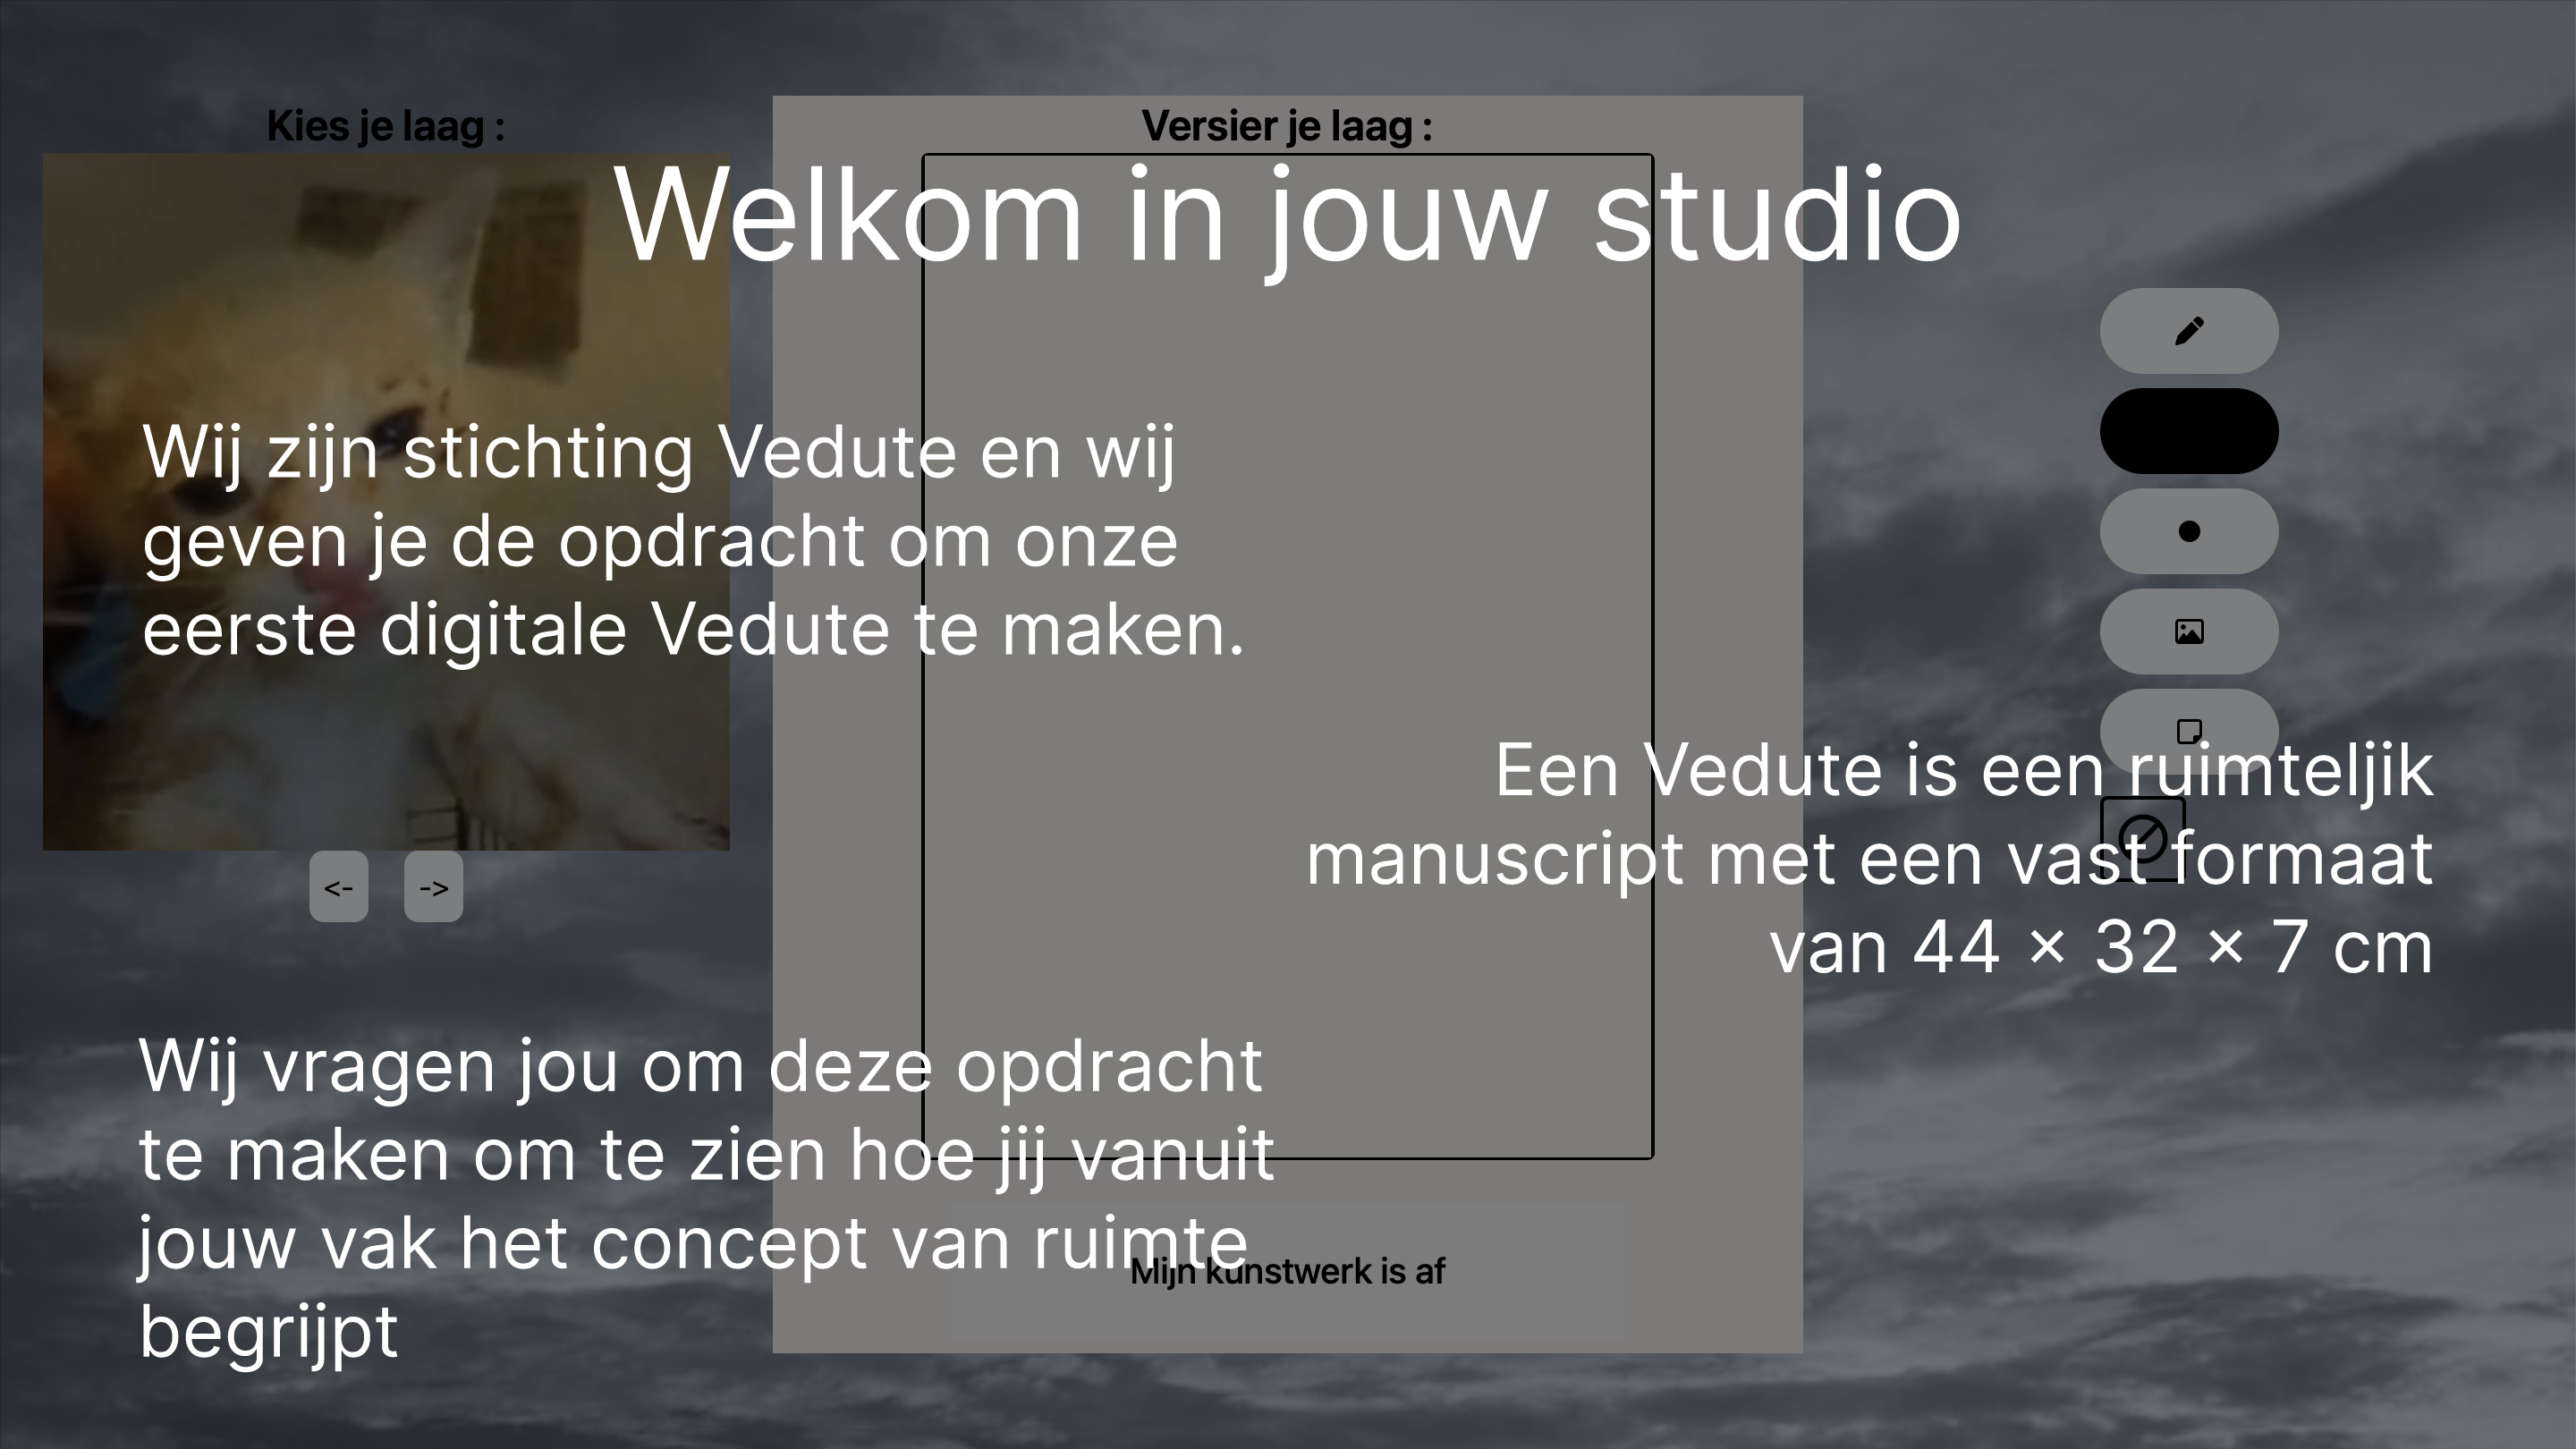 Kies je laag :
Versier je laag :
Welkom in jouw studio
Wij zijn stichting Vedute en wij
geven je de opdracht om onze
eerste digitale Vedute te maken.
Een Vedute is een ruimteljik
manuscript met een vast formaat
van 44 × 32 × 7 cm
<-
->
Wij vragen jou om deze opdracht
te maken om te zien hoe jij vanuit
jouw vak het concept van ruimte
begrijpt
Mijn kunstwerk is af